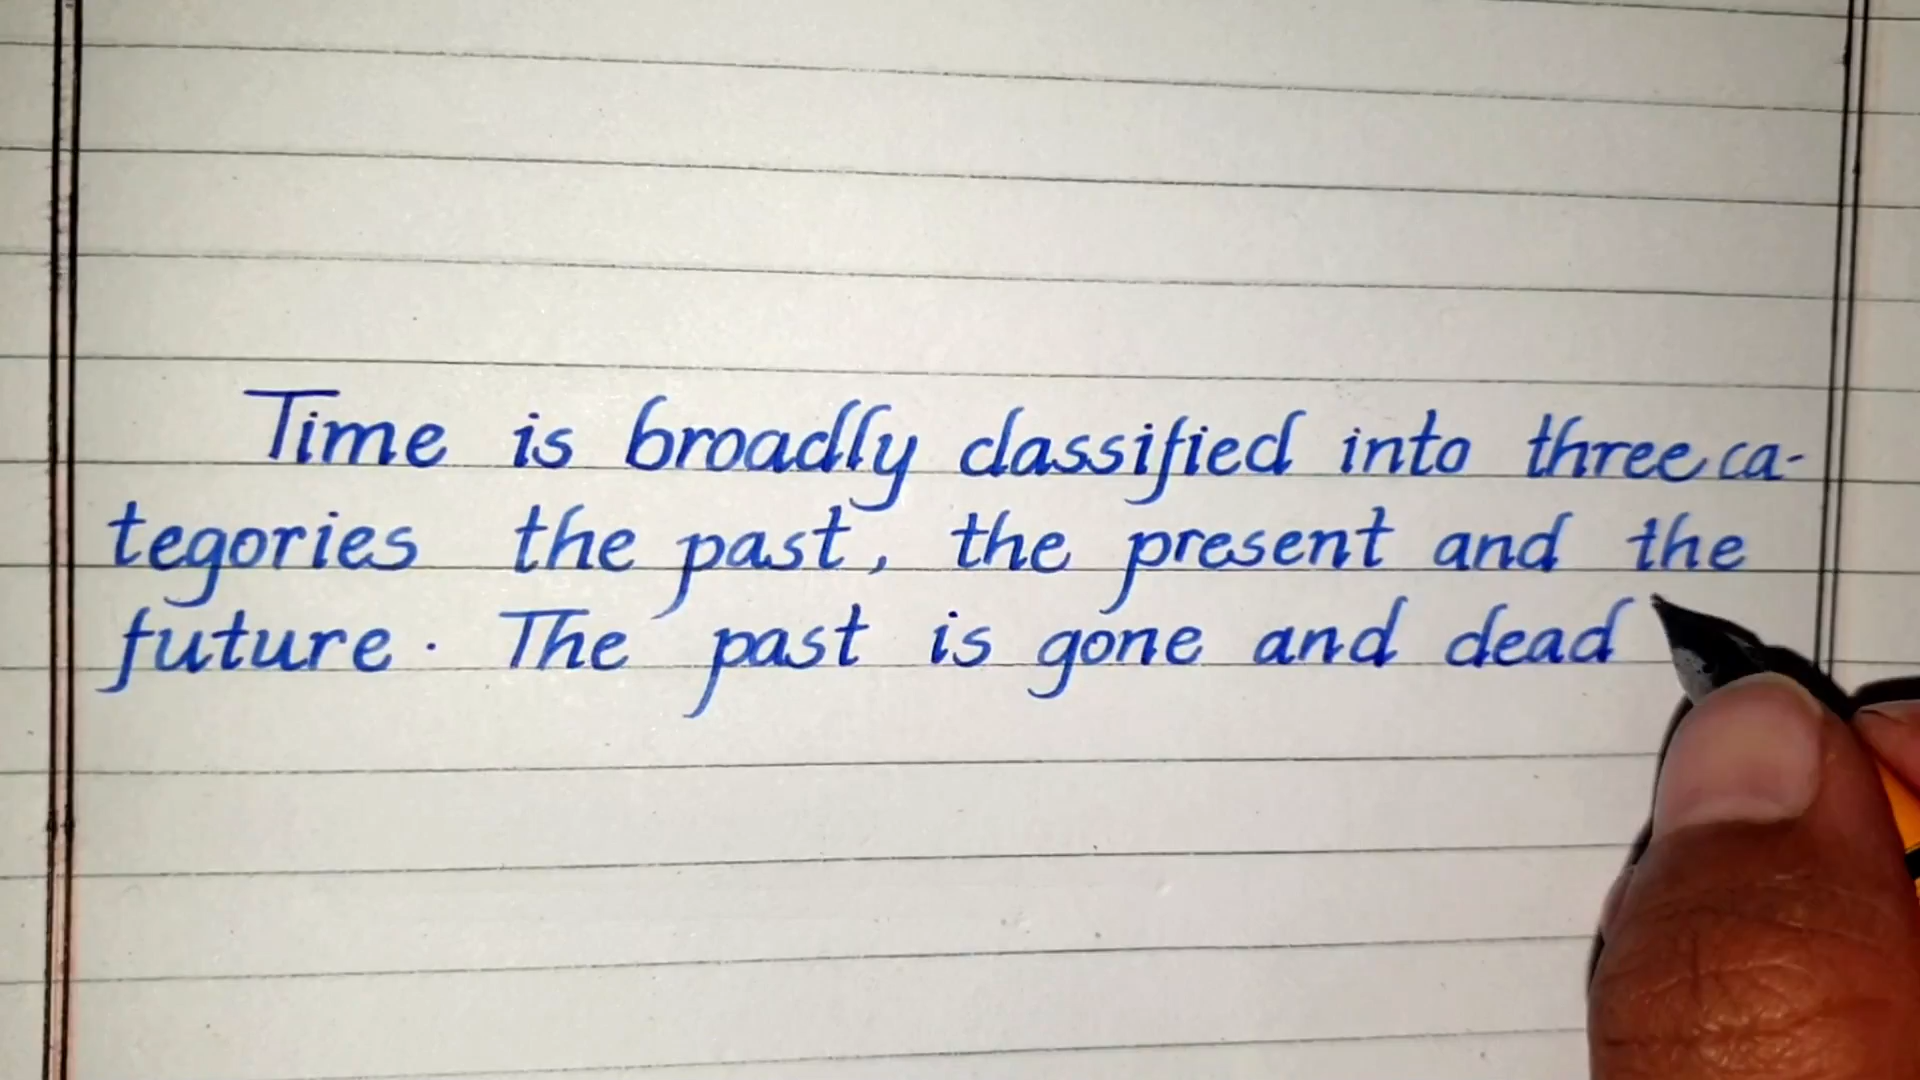 Time is broadly classified into three ca-
tegories the past, the present and the
future. The past is gone and dead